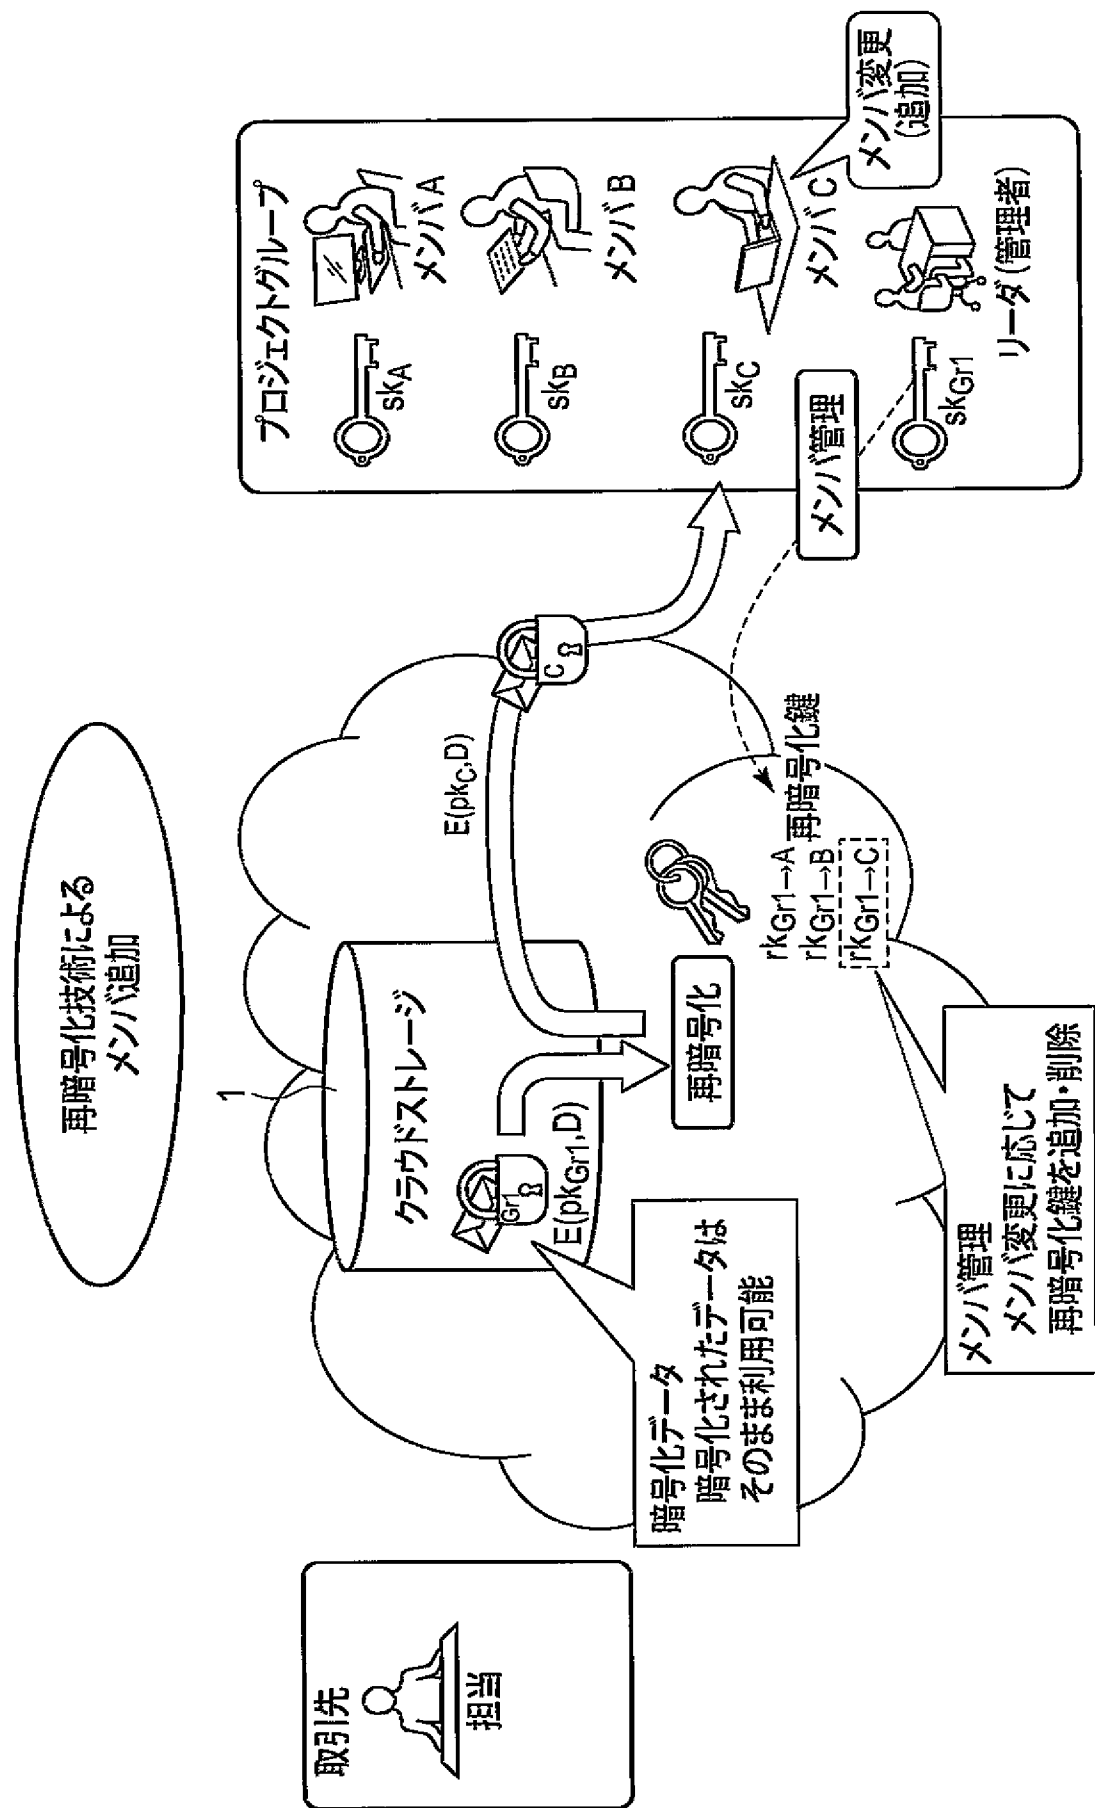 再暗号化技術による
メンバ追加
取引先
担当
1
クラウドストレージ
Gr1
E(pkGr1,D)
暗号化データ
暗号化されたデータは
そのまま利用可能
再暗号化
E(pkC,D)
C
再暗号化鍵
rkGr1→A
rkGr1→B
rkGr1→C
メンバ管理
メンバ変更に応じて
再暗号化鍵を追加・削除
メンバ管理
プロジェクトグループ
skA
メンバA
skB
メンバB
skC
メンバC
skGr1
リーダ(管理者)
メンバ変更
(追加)